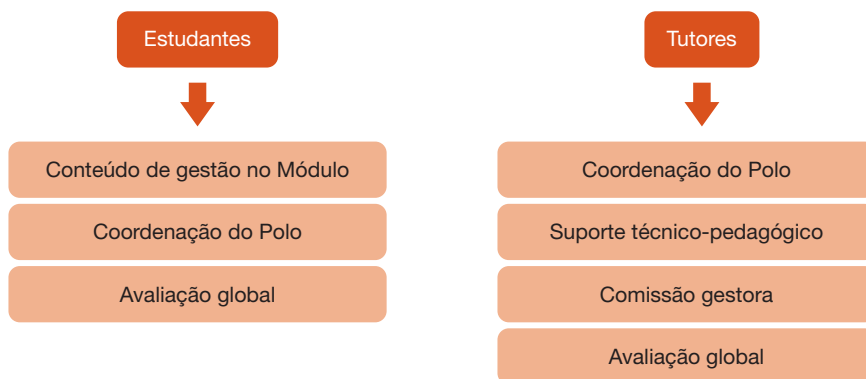 Estudantes
Conteúdo de gestão no Módulo
Coordenação do Polo
Avaliação global
Tutores
Coordenação do Polo
Suporte técnico-pedagógico
Comissão gestora
Avaliação global